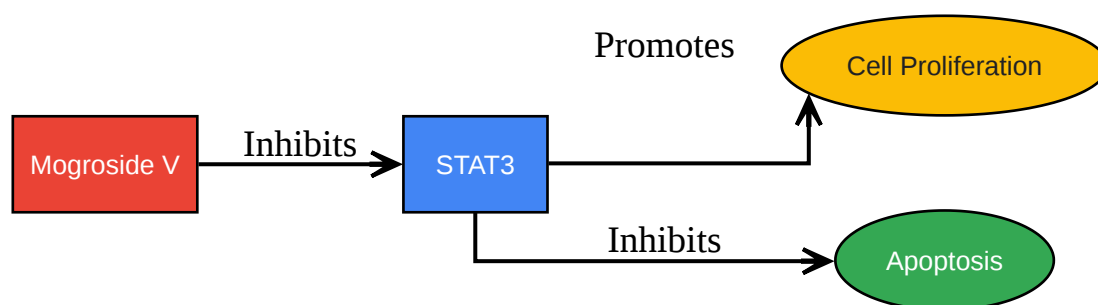 Promotes
Cell Proliferation
Mogroside V
Inhibits
STAT3
Inhibits
Apoptosis